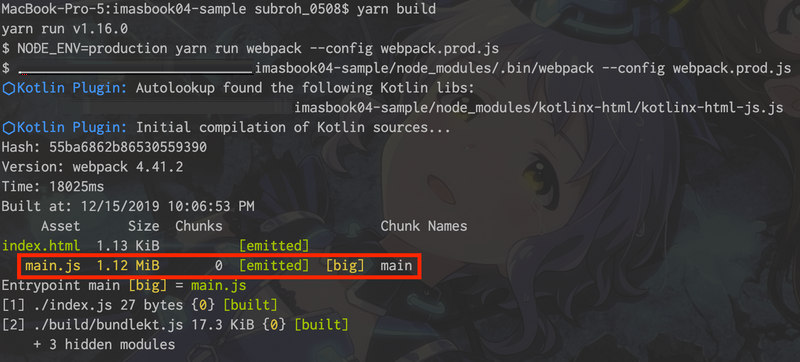 MacBook-Pro-5:imasbook04-sample subroh_0508$ yarn build
yarn run v1.16.0
$ NODE_ENV=production yarn run webpack --config webpack.prod.js
$ imasbook04-sample/node_modules/.bin/webpack --config webpack.prod.js
Kotlin Plugin: Autolookup found the following Kotlin libs:
imasbook04-sample/node_modules/kotlinx-html/kotlinx-html-js.js
Kotlin Plugin: Initial compilation of Kotlin sources...
Hash: 55ba6862b86530559390
Version: webpack 4.41.2
Time: 18025ms
Built at: 12/15/2019 10:06:53 PM
Asset Size Chunks Chunk Names
index.html 1.13 KiB [emitted]
main.js 1.12 MiB 0 [emitted] [big] main
Entrypoint main [big] = main.js
[1] ./index.js 27 bytes {0} [built]
[2] ./build/bundlekt.js 17.3 KiB {0} [built]
+ 3 hidden modules